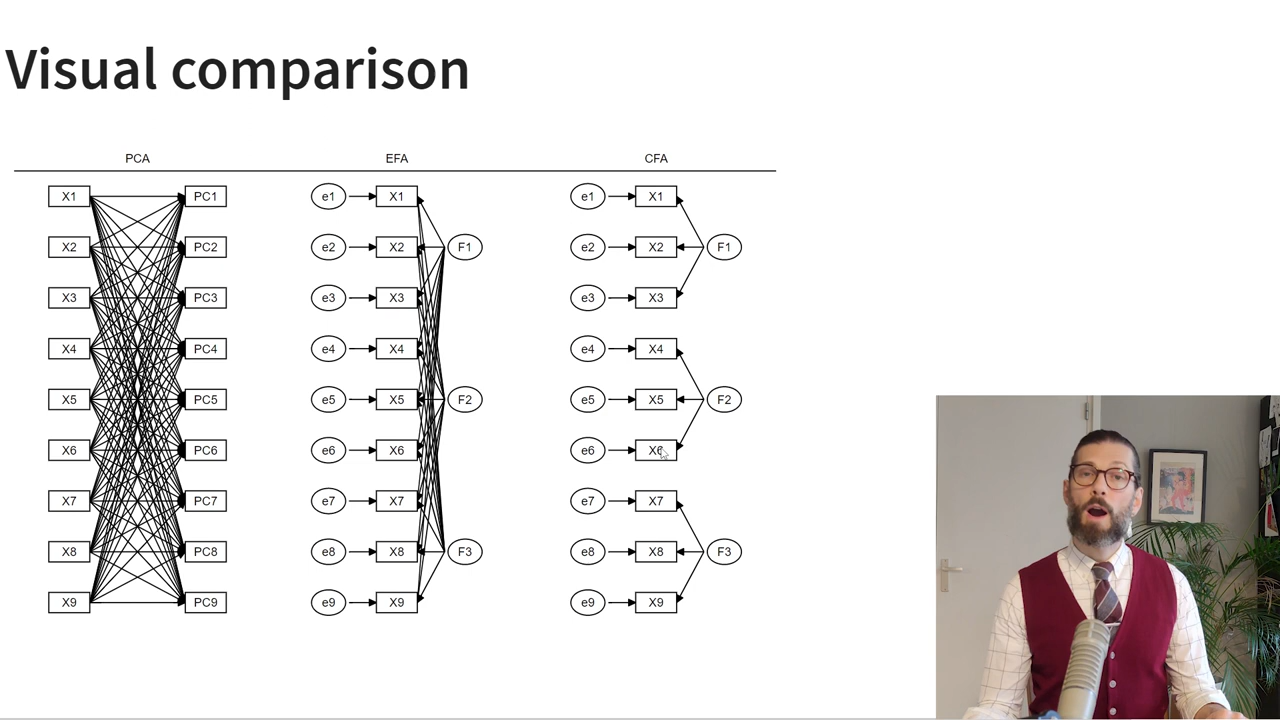 Visual comparison
PCA EFA CFA
X1 PC1 e1 X1 e1 X1
X2 PC2 e2 X2 F1 e2 X2 F1
X3 PC3 e3 X3 e3 X3
X4 PC4 e4 X4 e4 X4
X5 PC5 e5 X5 F2 e5 X5 F2
X6 PC6 e6 X6 e6 X6
X7 PC7 e7 X7 e7 X7
X8 PC8 e8 X8 F3 e8 X8 F3
X9 PC9 e9 X9 e9 X9